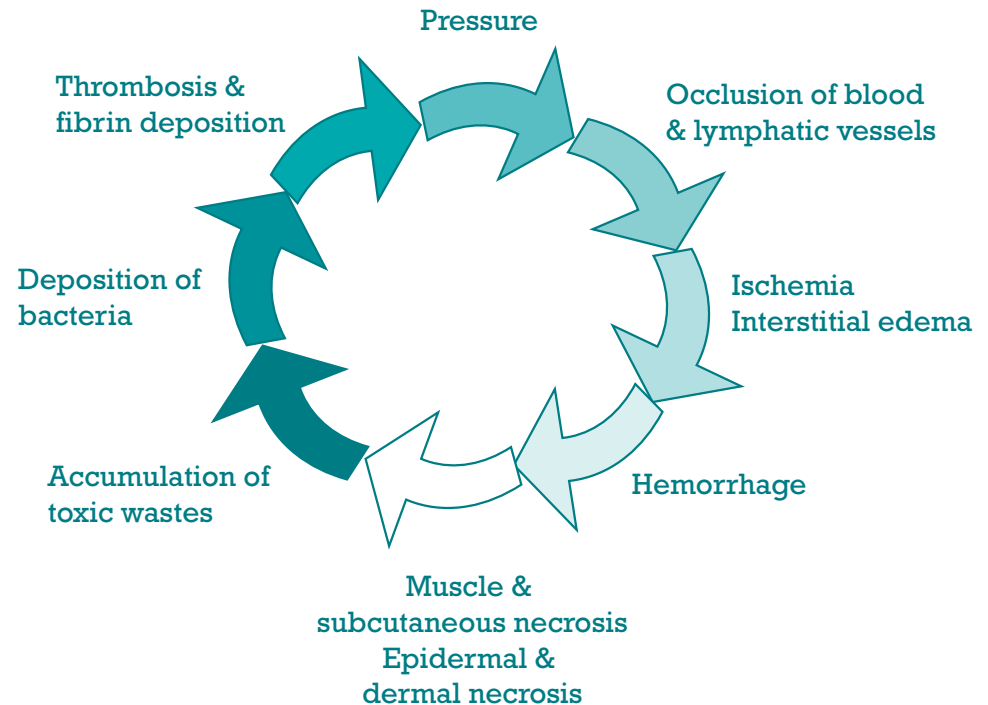 Pressure
Occlusion of blood
& lymphatic vessels
Ischemia
Interstitial edema
Hemorrhage
Muscle &
subcutaneous necrosis
Epidermal &
dermal necrosis
Accumulation of
toxic wastes
Deposition of
bacteria
Thrombosis &
fibrin deposition